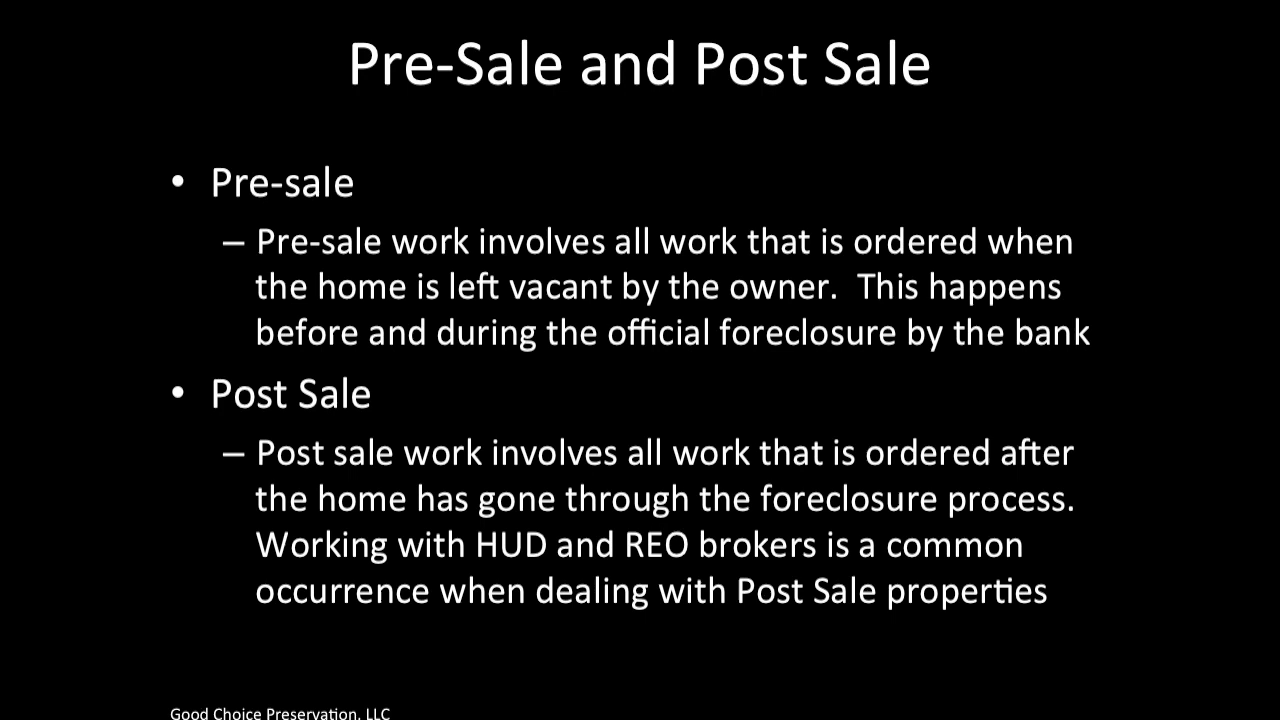 Pre-Sale and Post Sale
• Pre-sale
– Pre-sale work involves all work that is ordered when
the home is left vacant by the owner.  This happens
before and during the official foreclosure by the bank
• Post Sale
– Post sale work involves all work that is ordered after
the home has gone through the foreclosure process.
Working with HUD and REO brokers is a common
occurrence when dealing with Post Sale properties
Good Choice Preservation, LLC